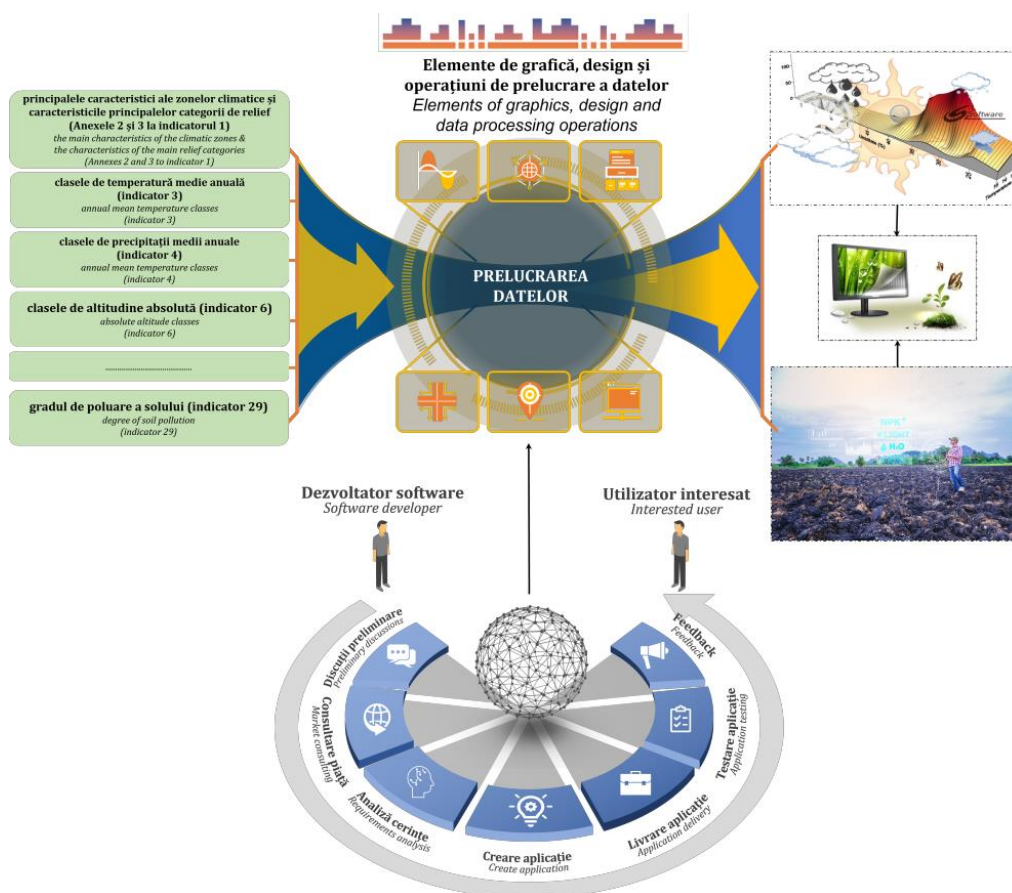 Elemente de grafică, design și
operațiuni de prelucrare a datelor
Elements of graphics, design and
data processing operations
principalele caracteristici ale zonelor climatice și
caracteristicile principalelor categorii de relief
(Anexele 2 și 3 la indicatorul 1)
the main characteristics of the climatic zones &
the characteristics of the main relief categories
(Annexes 2 and 3 to indicator 1)
clasele de temperatură medie anuală
(indicator 3)
annual mean temperature classes
(indicator 3)
clasele de precipitații medii anuale
(indicator 4)
annual mean temperature classes
(indicator 4)
clasele de altitudine absolută (indicator 6)
absolute altitude classes
(indicator 6)
gradul de poluare a solului (indicator 29)
degree of soil pollution
(indicator 29)
PRELUCRAREA
DATELOR
100
50
0
Software
NPK+
H₂O
Dezvoltator software
Software developer
Utilizator interesat
Interested user
Discuții preliminare
Preliminary discussions
Consultare piață
Market consulting
Analiză cerințe
Requirements analysis
Creare aplicație
Create application
Livrare aplicație
Application delivery
Testare aplicație
Application testing
Feedback
Feedback